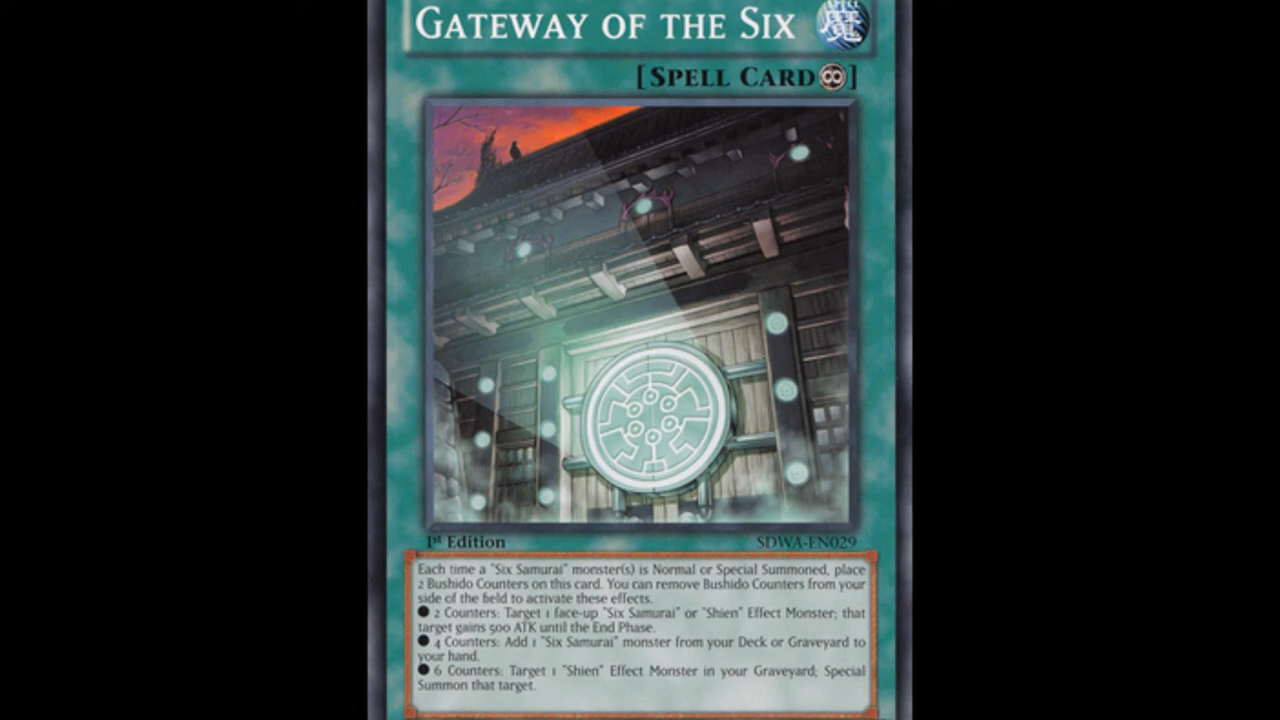 GATEWAY OF THE SIX
魔
[SPELL CARD]
1st Edition
SDWA-EN029
Each time a "Six Samurai" monster(s) is Normal or Special Summoned, place
2 Bushido Counters on this card. You can remove Bushido Counters from your
side of the field to activate these effects.
● 2 Counters: Target 1 face-up "Six Samurai" or "Shien" Effect Monster; that
target gains 500 ATK until the End Phase.
● 4 Counters: Add 1 "Six Samurai" monster from your Deck or Graveyard to
your hand.
● 6 Counters: Target 1 "Shien" Effect Monster in your Graveyard; Special
Summon that target.